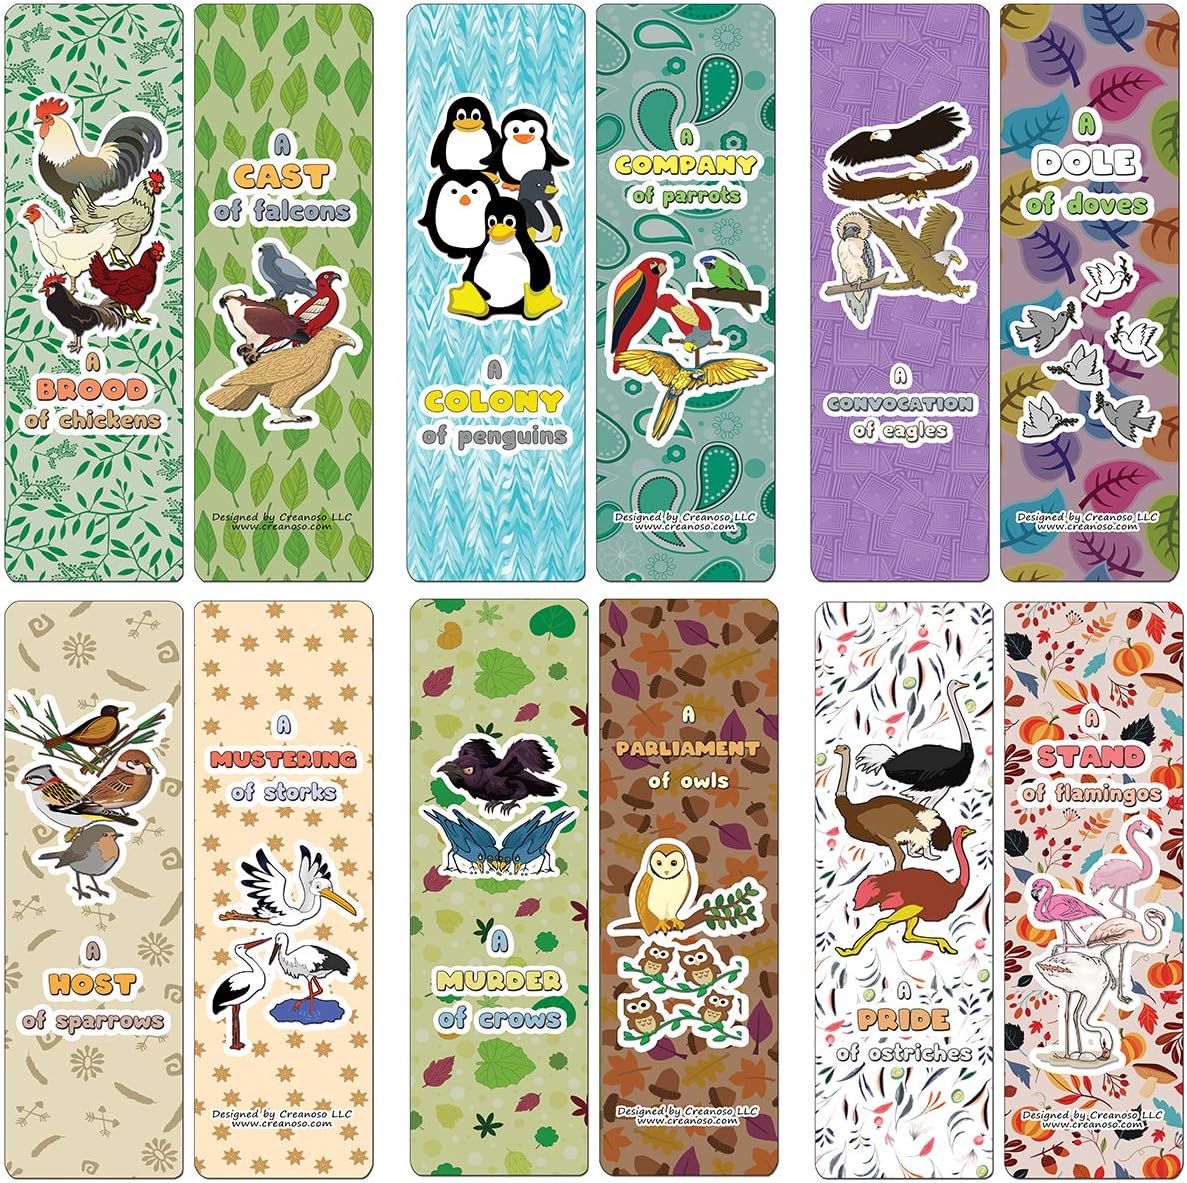 A
BROOD
of chickens
A
CAST
of falcons
Designed by Creanoso LLC
www.creanoso.com
A
COLONY
of penguins
A
COMPANY
of parrots
Designed by Creanoso LLC
www.creanoso.com
A
CONVOCATION
of eagles
A
DOLE
of doves
Designed by Creanoso LLC
www.creanoso.com
A
HOST
of sparrows
A
MUSTERING
of storks
Designed by Creanoso LLC
www.creanoso.com
A
MURDER
of crows
A
PARLIAMENT
of owls
Designed by Creanoso LLC
www.creanoso.com
A
PRIDE
of ostriches
A
STAND
of flamingos
Designed by Creanoso LLC
www.creanoso.com